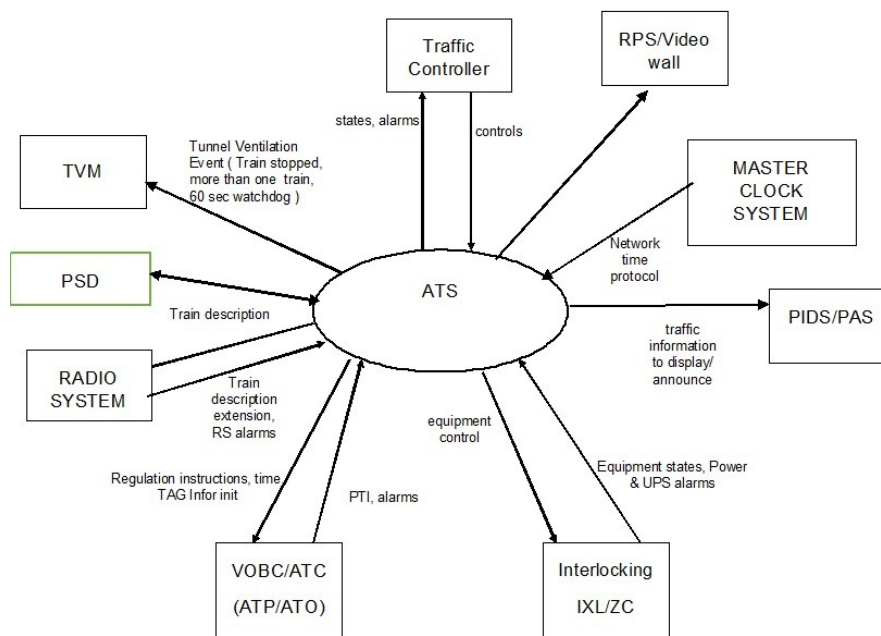 Traffic
Controller
RPS/Video
wall
states, alarms
controls
TVM
Tunnel Ventilation
Event ( Train stopped,
more than one train,
60 sec watchdog )
MASTER
CLOCK
SYSTEM
Network
time
protocol
PSD
ATS
Train description
PIDS/PAS
traffic
information
to display/
announce
RADIO
SYSTEM
Train
description
extension,
RS alarms
equipment
control
Regulation instructions, time,
TAG Infor init
PTI, alarms
Equipment states, Power
& UPS alarms
VOBC/ATC
(ATP/ATO)
Interlocking
IXL/ZC